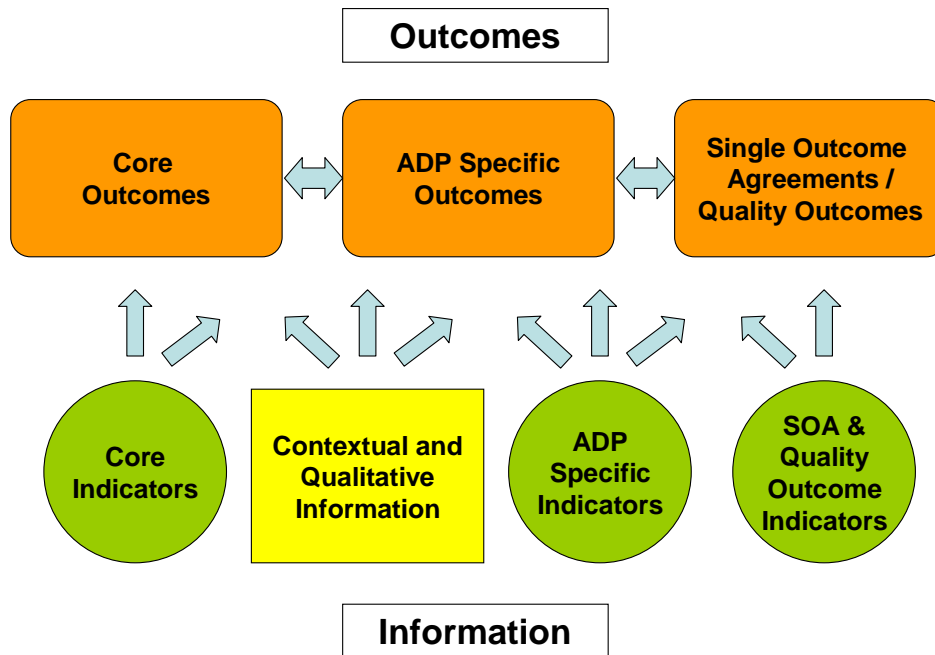 Outcomes
Core
Outcomes
ADP Specific
Outcomes
Single Outcome
Agreements /
Quality Outcomes
Core
Indicators
Contextual and
Qualitative
Information
ADP
Specific
Indicators
SOA &
Quality
Outcome
Indicators
Information